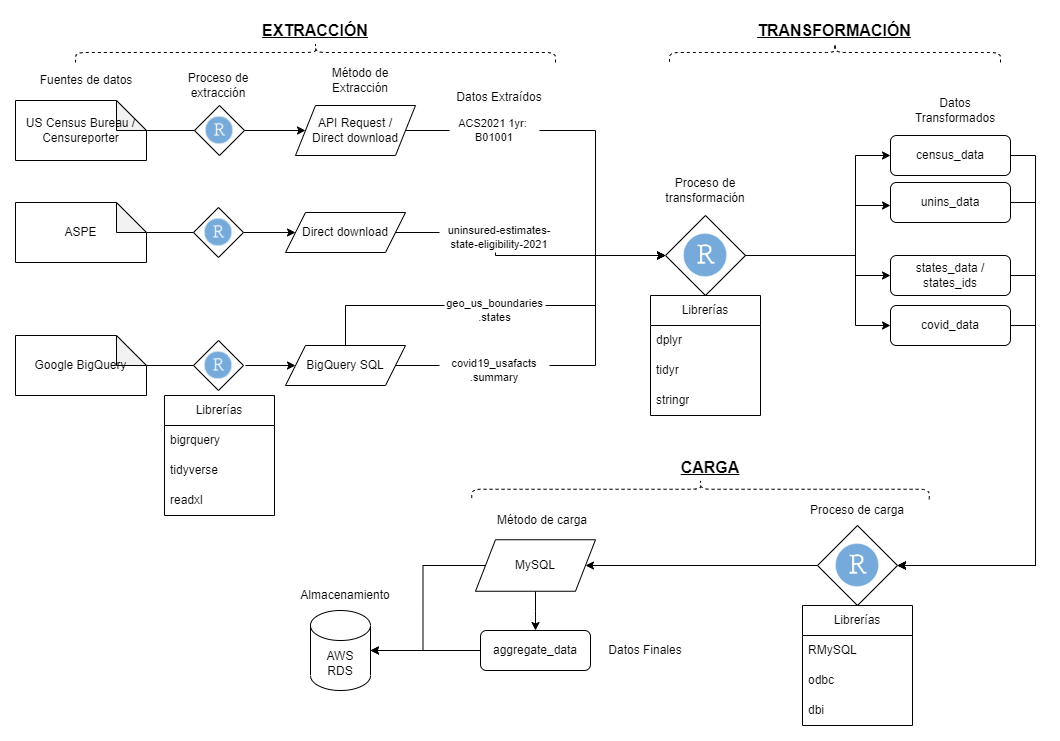 EXTRACCIÓN
TRANSFORMACIÓN
Fuentes de datos
Proceso de
extracción
Método de
Extracción
Datos Extraídos
US Census Bureau /
Censureporter
R
API Request /
Direct download
ACS2021 1yr:
B01001
ASPE
R
Direct download
uninsured-estimates-
state-eligibility-2021
geo_us_boundaries
.states
Google BigQuery
R
BigQuery SQL
covid19_usafacts
.summary
Librerías
bigrquery
tidyverse
readxl
Proceso de
transformación
R
Librerías
dplyr
tidyr
stringr
Datos
Transformados
census_data
unins_data
states_data /
states_ids
covid_data
CARGA
Método de carga
Proceso de carga
MySQL
R
Librerías
RMySQL
odbc
dbi
Almacenamiento
AWS
RDS
aggregate_data
Datos Finales